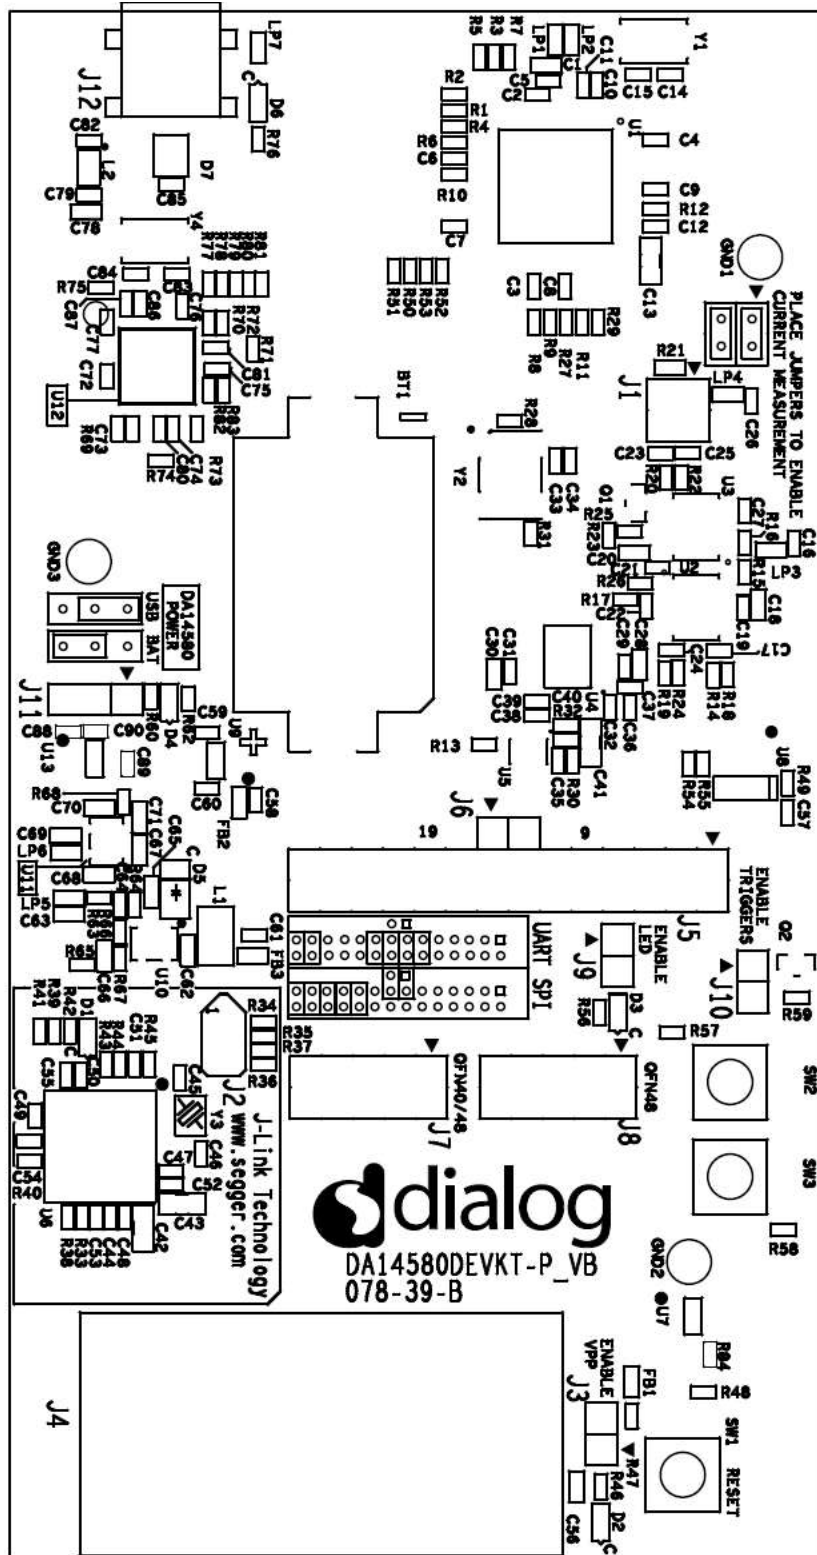 LP7
J12
C
D6
R76
C82
L2
D7
C79
C85
C78
Y4
R77
R78
R79
R80
R81
C84
C83
R75
C87
C86
C76
C77
R70
R72
R71
C72
C81
C75
U12
R82
R83
R69
C73
C80
C74
R74
R73
R5
R3
R7
LP1
LP2
C1
C11
C10
Y1
C5
C2
C15
C14
R2
R1
R4
R6
C6
R10
C7
U1
C4
C9
R12
C12
C13
GND1
R51
R50
R53
R52
C3
C8
R8
R9
R27
R11
R29
PLACE JUMPERS TO ENABLE
CURRENT MEASUREMENT
R21
J1
LP4
C26
BT1
R28
Y2
C33
C34
R31
C23
C25
R20
R22
U3
Q1
R25
R23
C20
C21
U2
R26
R17
C22
C27
R16
C16
LP3
R15
C18
C19
C17
GND3
USB
BAT
DA14580
POWER
J11
R60
D4
R62
C59
U9
C88
C90
U13
C89
C60
C58
FB2
R68
C70
C71
C67
C65
C69
LP6
C
D5
U11
C68
C64
R64
L1
LP5
C63
R63
R66
R65
C66
R67
U10
C62
C61
FB3
C30
C31
C29
C28
C24
C39
C38
C40
U4
R32
C32
C36
C37
R19
R24
R14
R18
R13
U5
C35
R30
C41
U8
R54
R55
R49
C57
J6
19
9
J5
UART SPI
ENABLE
LED
J9
ENABLE
TRIGGERS
J10
Q2
R59
R56
D3
C
R57
SW2
SW3
R58
R41
R39
R42
D1
C
R43
R44
C51
R45
C55
C50
C49
C54
R40
U6
C45
Y3
C46
C47
C52
C43
C42
R38
R33
C53
C44
C48
1
J2
R34
R35
R37
R36
J-Link Technology
www.segger.com
QFN40/48
J7
QFN48
J8
dialog
DA14580DEVKT-P_VB
078-39-B
GND2
U7
R84
R48
J4
ENABLE
VPP
J3
FB1
R47
R46
C56
D2
C
SW1
RESET